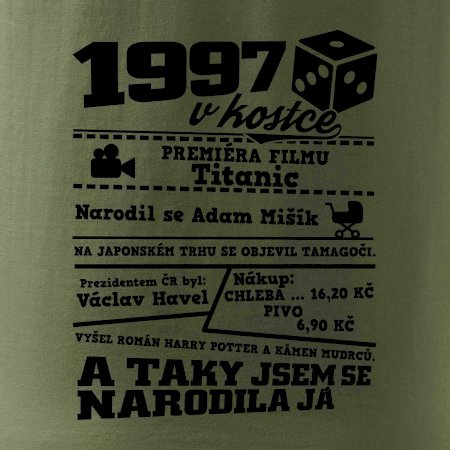 1997
v kostce
PREMIÉRA FILMU
Titanic
Narodil se Adam Mišík
NA JAPONSKÉM TRHU SE OBJEVIL TAMAGOČI.
Prezidentem ČR byl:
Václav Havel
Nákup:
CHLEBA ... 16,20 KČ
PIVO
6,90 KČ
VYŠEL ROMÁN HARRY POTTER A KÁMEN MUDRCŮ.
A TAKY JSEM SE
NARODILA JÁ